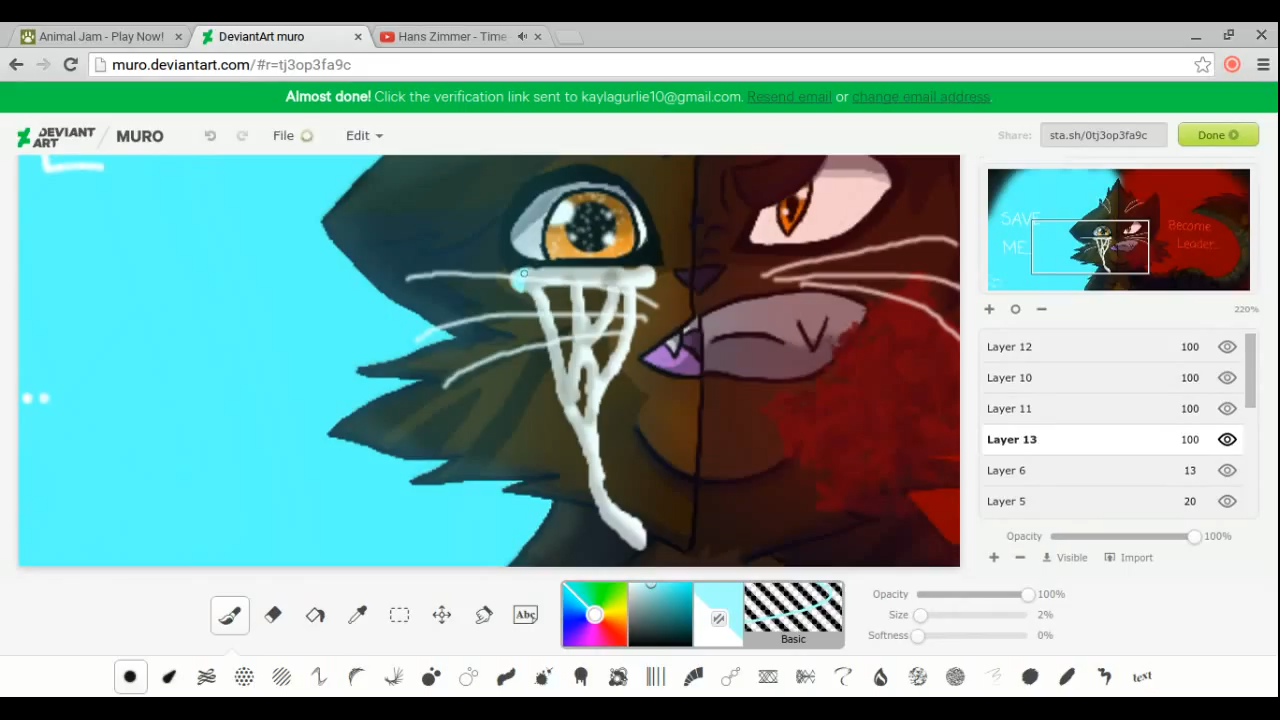 Animal Jam - Play Now!
DeviantArt muro
Hans Zimmer - Time
muro.deviantart.com/#r=tj3op3fa9c
Almost done! Click the verification link sent to kaylagurlie10@gmail.com. Resend email or change email address.
DEVIANT ART / MURO
File
Edit
Share:
sta.sh/0tj3op3fa9c
Done
SAVE
ME
Become
Leader...
220%
Layer 12 100
Layer 10 100
Layer 11 100
Layer 13 100
Layer 6 13
Layer 5 20
Opacity 100%
Visible
Import
Abc
Basic
Opacity 100%
Size 2%
Softness 0%
text